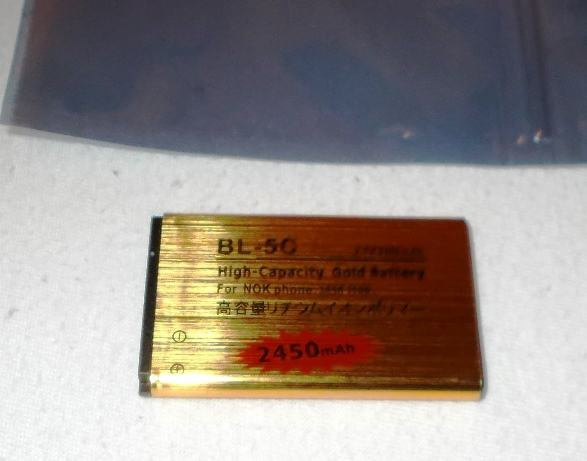 BL-5C
High-Capacity Gold Battery
For NOK phone
高容量リチウムイオンポリマー
2450mAh